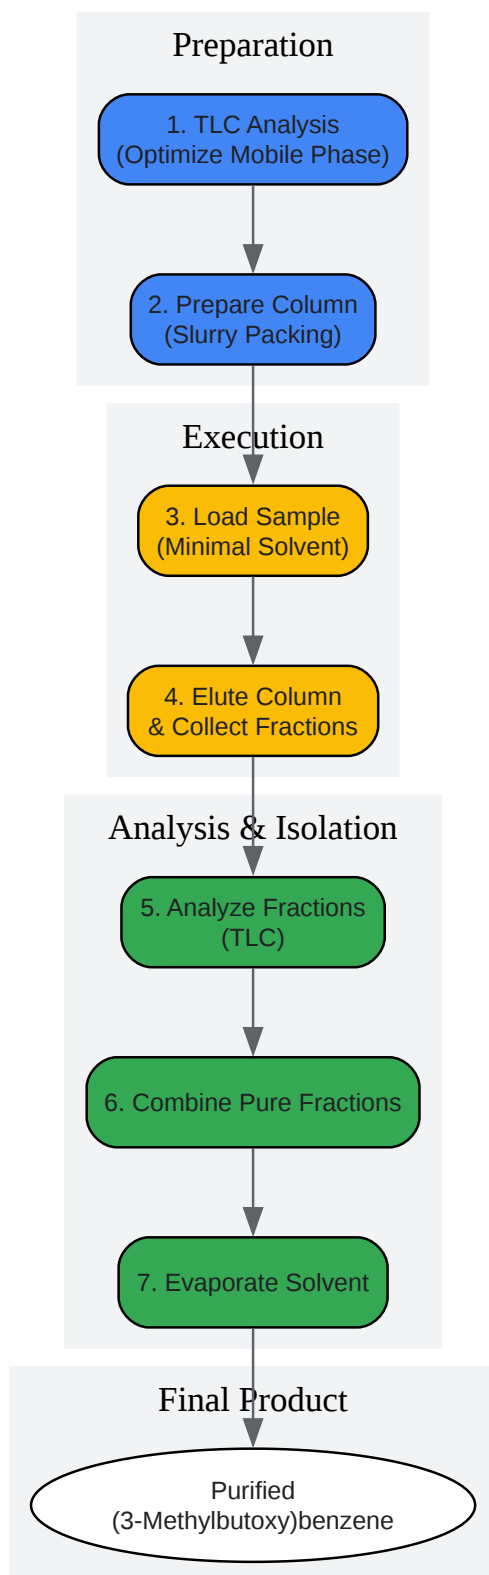 Preparation
1. TLC Analysis
(Optimize Mobile Phase)
2. Prepare Column
(Slurry Packing)
Execution
3. Load Sample
(Minimal Solvent)
4. Elute Column
& Collect Fractions
Analysis & Isolation
5. Analyze Fractions
(TLC)
6. Combine Pure Fractions
7. Evaporate Solvent
Final Product
Purified
(3-Methylbutoxy)benzene